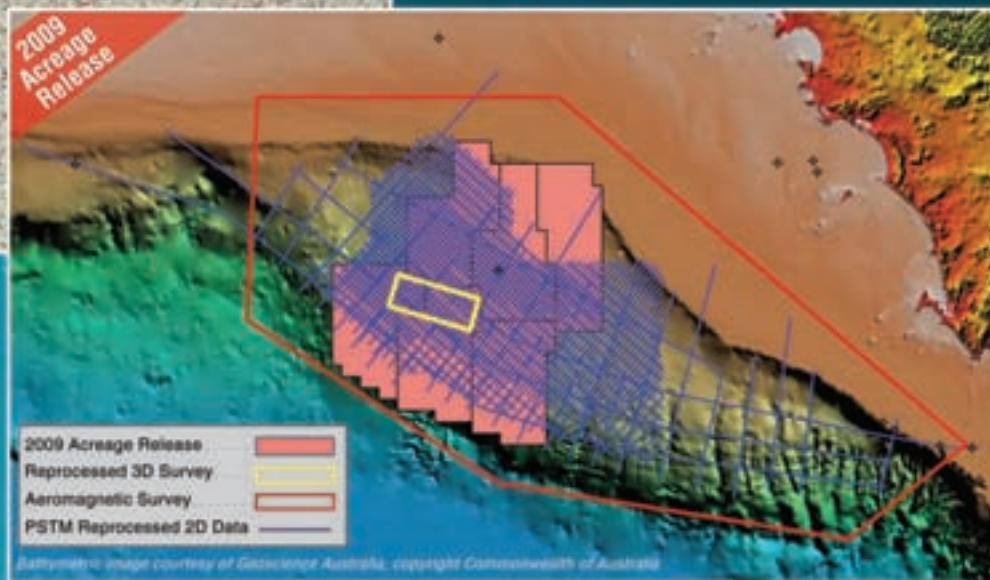 2009
Acreage
Release
2009 Acreage Release
Reprocessed 3D Survey
Aeromagnetic Survey
PSTM Reprocessed 2D Data
Bathymetric image courtesy of Geoscience Australia, copyright Commonwealth of Australia